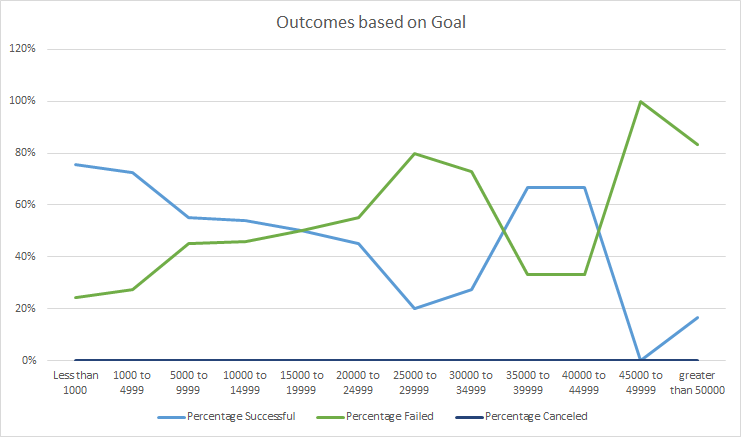 Outcomes based on Goal
120%
100%
80%
60%
40%
20%
0%
Less than 1000 to 5000 to 10000 to 15000 to 20000 to 25000 to 30000 to 35000 to 40000 to 45000 to greater
1000 4999 9999 14999 19999 24999 29999 34999 39999 44999 49999 than 50000
Percentage Successful Percentage Failed Percentage Canceled